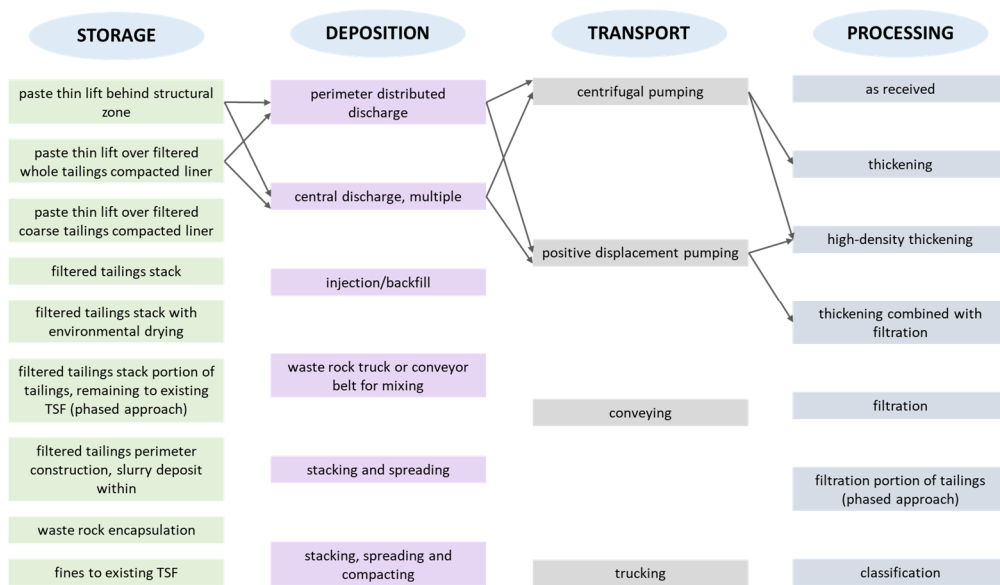 STORAGE
DEPOSITION
TRANSPORT
PROCESSING
paste thin lift behind structural
zone
paste thin lift over filtered
whole tailings compacted liner
paste thin lift over filtered
coarse tailings compacted liner
filtered tailings stack
filtered tailings stack with
environmental drying
filtered tailings stack portion of
tailings, remaining to existing
TSF (phased approach)
filtered tailings perimeter
construction, slurry deposit
within
waste rock encapsulation
fines to existing TSF
perimeter distributed
discharge
central discharge, multiple
injection/backfill
waste rock truck or conveyor
belt for mixing
stacking and spreading
stacking, spreading and
compacting
centrifugal pumping
positive displacement pumping
conveying
trucking
as received
thickening
high-density thickening
thickening combined with
filtration
filtration
filtration portion of tailings
(phased approach)
classification